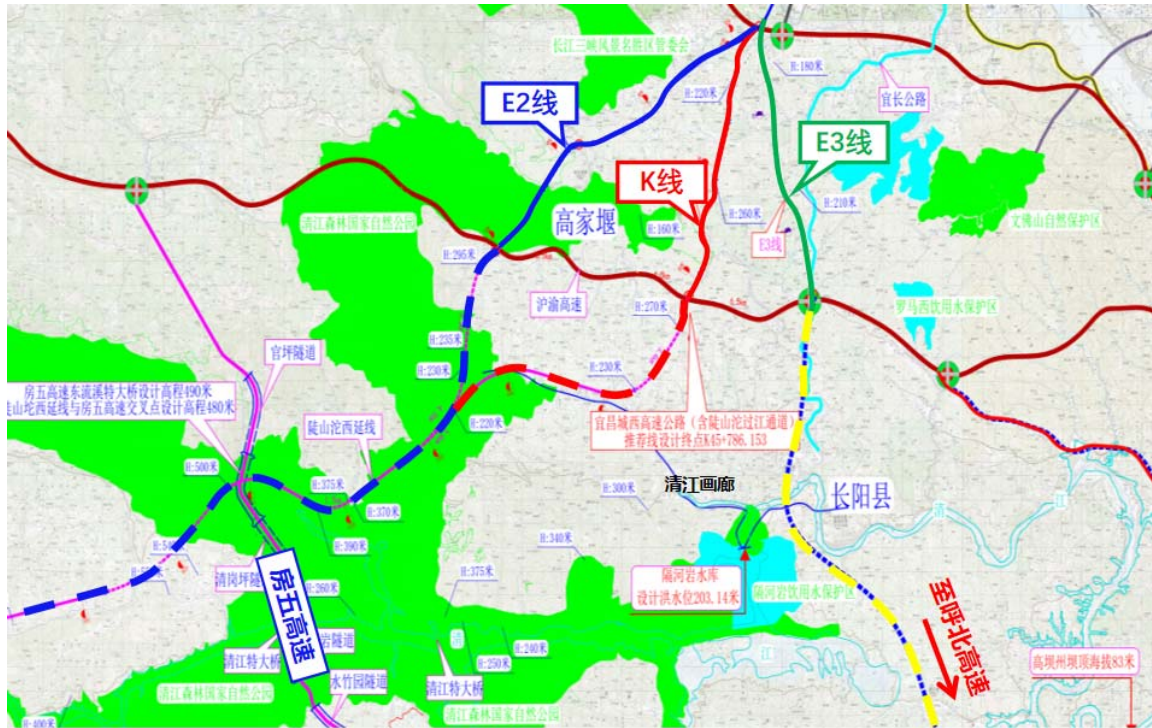 长江三峡风景名胜区管委会
H:180米
H:220米
宜长公路
E2线
E3线
K线
清江森林国家自然公园
高家堰
H:160米
H:260米
H:210米
E3线
文佛山自然保护区
H:295米
沪渝高速
H:270米
罗马西饮用水保护区
H:235米
官坪隧道
H:230米
H:230米
房五高速东流溪特大桥设计高程490米
陡山沱西延线与房五高速交叉点设计高程480米
H:220米
宜昌城西高速公路（含陡山沱过江通道）
推荐线设计终点K45+786.153
陡山沱西延线
H:500米
H:375米
H:370米
H:300米
清江画廊
长阳县
清
江
H:390米
H:340米
清岗坪隧道
H:375米
隔河岩水库
设计洪水位203.14米
隔河岩饮用水保护区
H:260米
房五高速
至呼北高速
岩隧道
清
H:240米
江
清江特大桥
H:250米
高坝州坝顶海拔83米
水竹园隧道
清江特大桥
清江森林国家自然公园
清江森林国家自然公园
H:400米